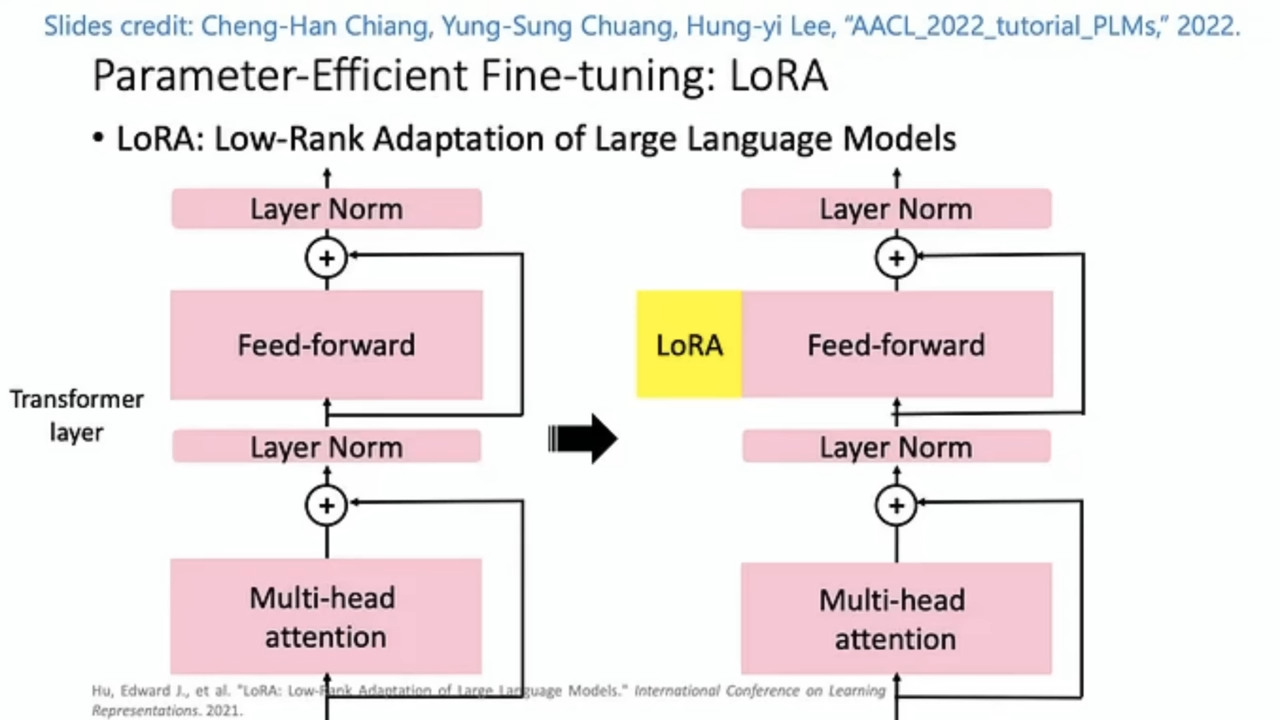 Slides credit: Cheng-Han Chiang, Yung-Sung Chuang, Hung-yi Lee, “AACL_2022_tutorial_PLMs,” 2022.
Parameter-Efficient Fine-tuning: LoRA
• LoRA: Low-Rank Adaptation of Large Language Models
Layer Norm
+
Feed-forward
Transformer
layer
Layer Norm
+
Multi-head
attention
Layer Norm
+
LoRA
Feed-forward
Layer Norm
+
Multi-head
attention
Hu, Edward J., et al. "LoRA: Low-Rank Adaptation of Large Language Models." International Conference on Learning
Representations. 2021.